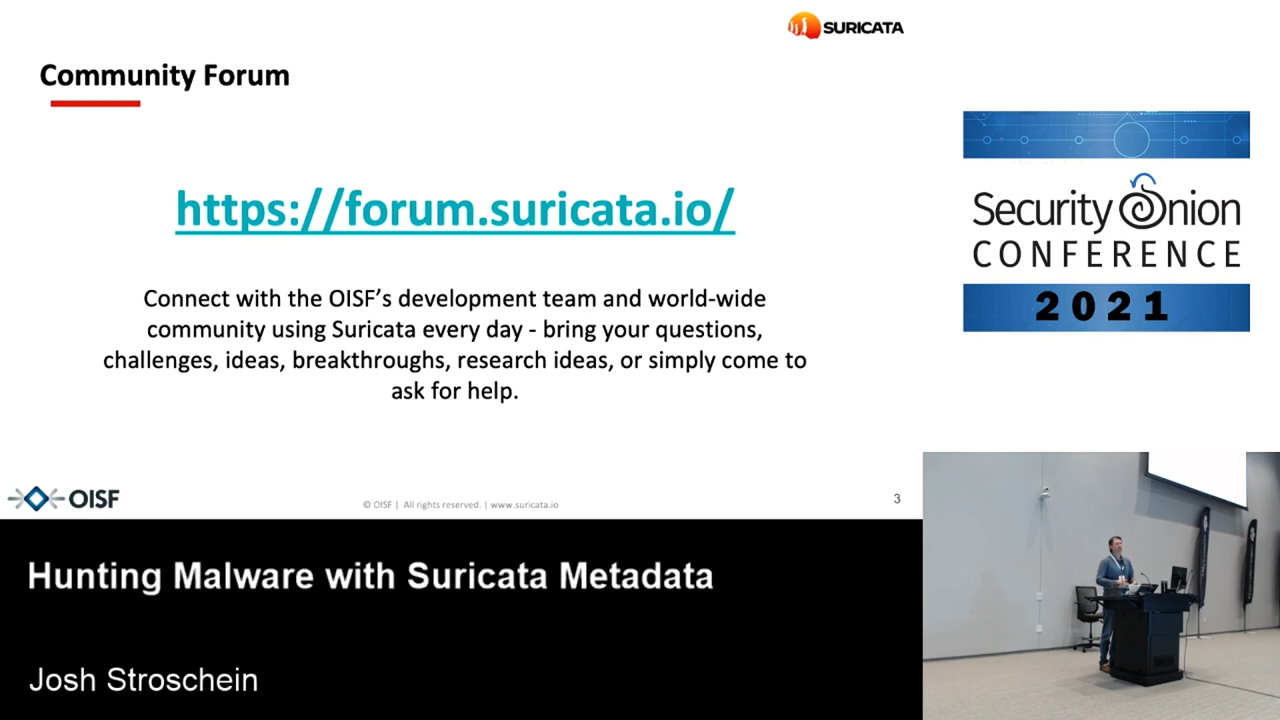 SURICATA
Community Forum
https://forum.suricata.io/
Connect with the OISF's development team and world-wide
community using Suricata every day - bring your questions,
challenges, ideas, breakthroughs, research ideas, or simply come to
ask for help.
OISF
© OISF | All rights reserved. | www.suricata.io
3
Security Onion
CONFERENCE
2021
Hunting Malware with Suricata Metadata
Josh Stroschein